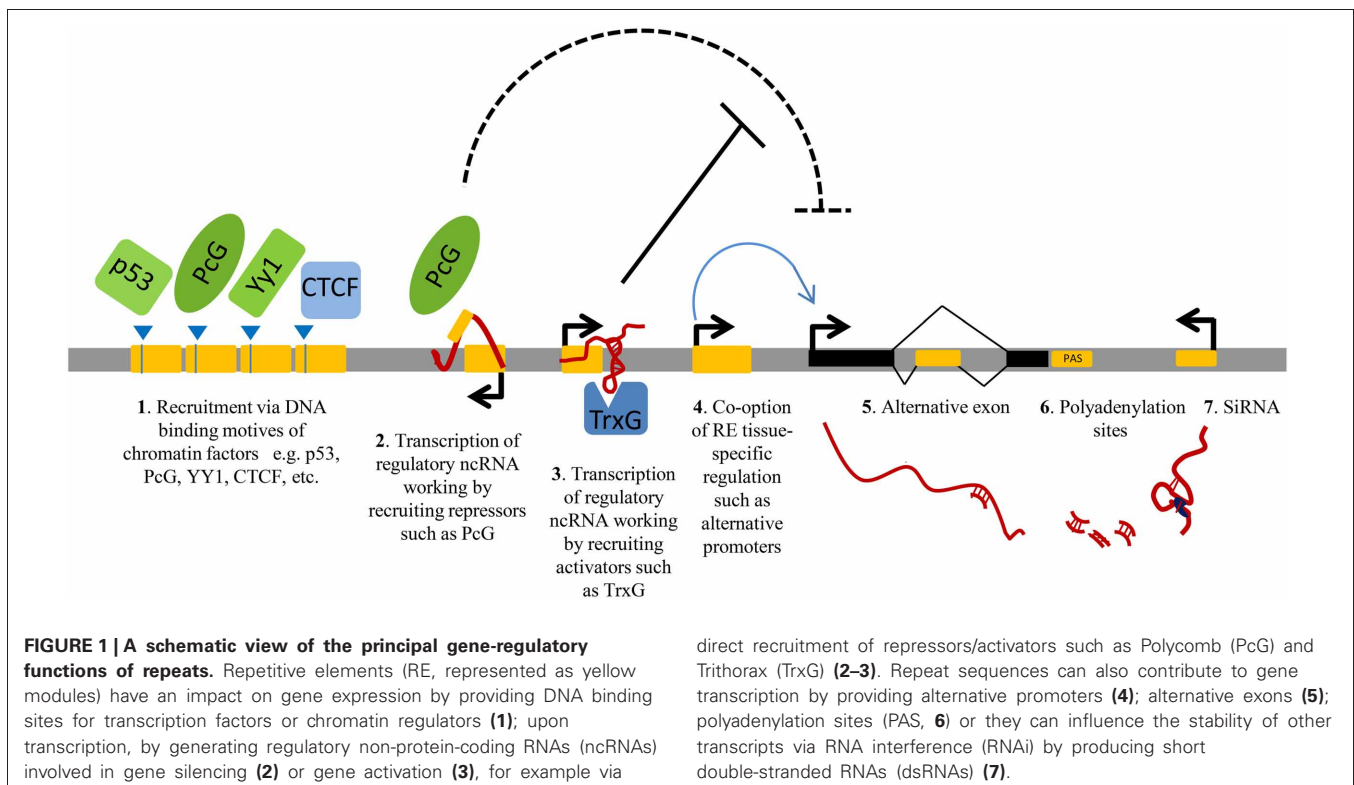 p53
PcG
Yy1
CTCF
PcG
TrxG
PAS
1. Recruitment via DNA
binding motives of
chromatin factors e.g. p53,
PcG, YY1, CTCF, etc.
2. Transcription of
regulatory ncRNA
working by
recruiting repressors
such as PcG
3. Transcription
of regulatory
ncRNA working
by recruiting
activators such
as TrxG
4. Co-option
of RE tissue-
specific
regulation
such as
alternative
promoters
5. Alternative exon
6. Polyadenylation
sites
7. SiRNA
FIGURE 1 | A schematic view of the principal gene-regulatory
functions of repeats. Repetitive elements (RE, represented as yellow
modules) have an impact on gene expression by providing DNA binding
sites for transcription factors or chromatin regulators (1); upon
transcription, by generating regulatory non-protein-coding RNAs (ncRNAs)
involved in gene silencing (2) or gene activation (3), for example via
direct recruitment of repressors/activators such as Polycomb (PcG) and
Trithorax (TrxG) (2–3). Repeat sequences can also contribute to gene
transcription by providing alternative promoters (4); alternative exons (5);
polyadenylation sites (PAS, 6) or they can influence the stability of other
transcripts via RNA interference (RNAi) by producing short
double-stranded RNAs (dsRNAs) (7).